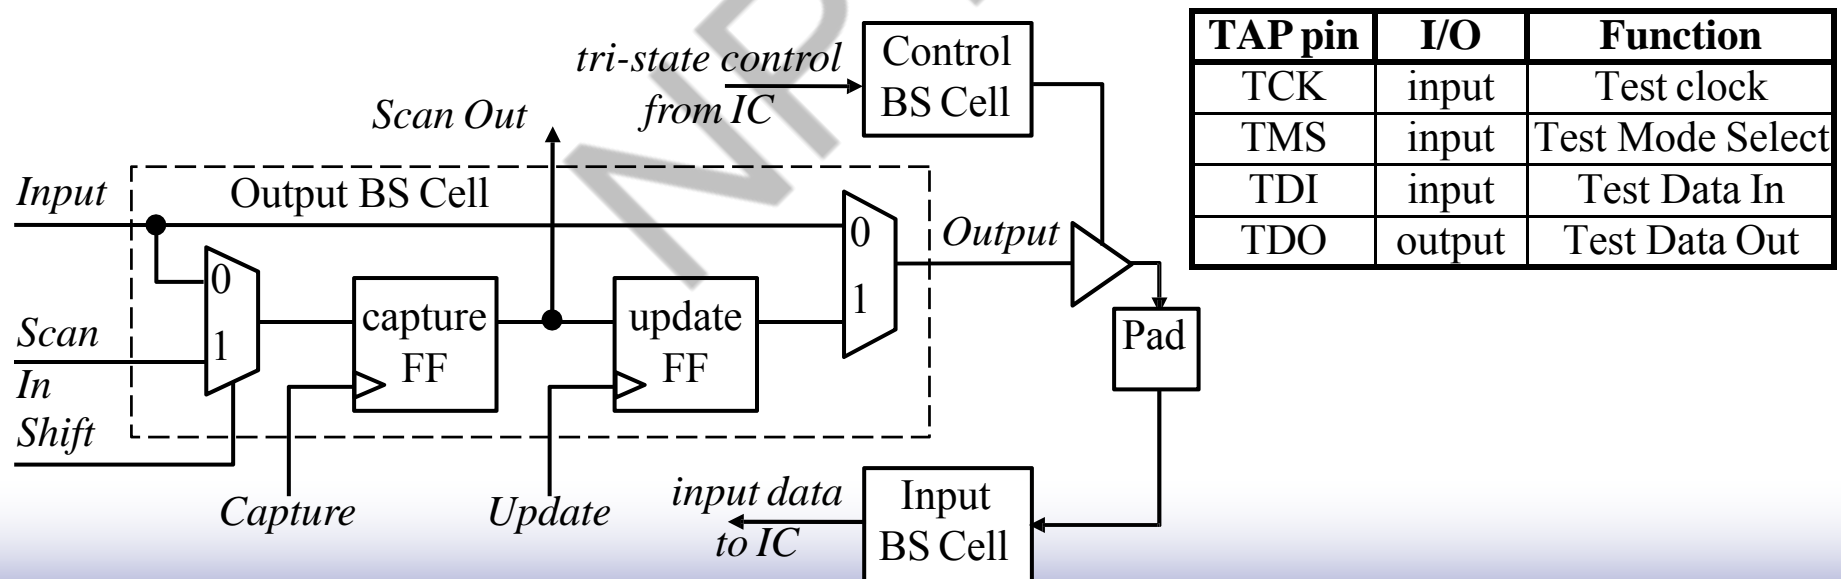 tri-state control
from IC
Control
BS Cell
Scan Out
Input
Output BS Cell
0
1
Scan
In
Shift
capture
FF
update
FF
0
1
Output
Pad
Capture
Update
input data
to IC
Input
BS Cell
TAP pin I/O Function
TCK input Test clock
TMS input Test Mode Select
TDI input Test Data In
TDO output Test Data Out